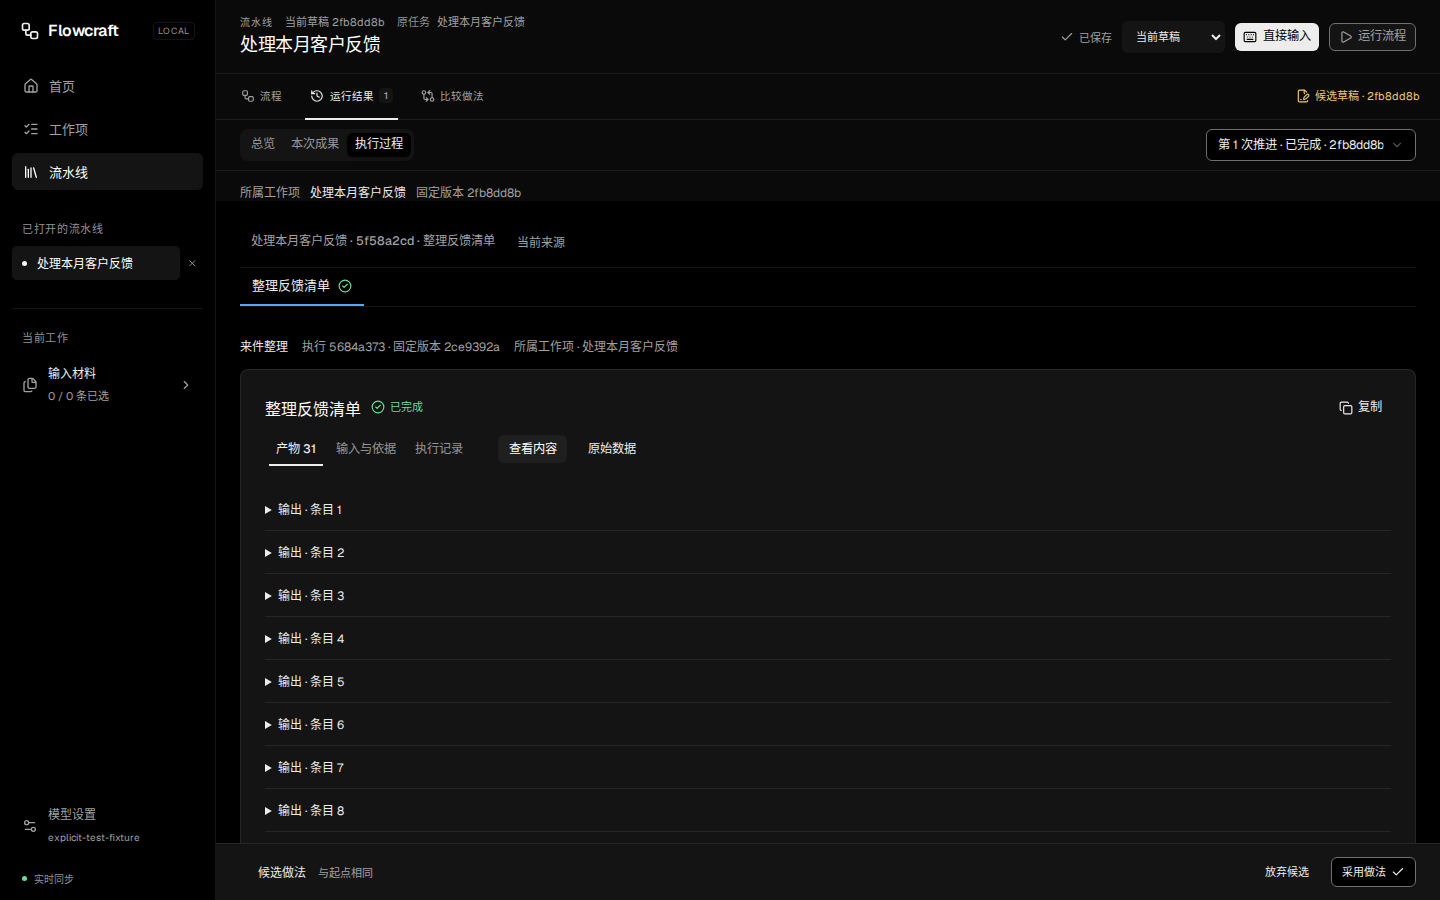 Flowcraft LOCAL
首页
工作项
流水线
已打开的流水线
处理本月客户反馈
当前工作
输入材料
0 / 0 条已选
模型设置
explicit-test-fixture
实时同步
流水线 当前草稿 2fb8dd8b 原任务 处理本月客户反馈
处理本月客户反馈
已保存 当前草稿 直接输入 运行流程
流程 运行结果 1 比较做法 候选草稿 · 2fb8dd8b
总览 本次成果 执行过程 第 1 次推进 · 已完成 · 2fb8dd8b
所属工作项 处理本月客户反馈 固定版本 2fb8dd8b
处理本月客户反馈 · 5f58a2cd · 整理反馈清单 当前来源
整理反馈清单
来件整理 执行 5684a373 · 固定版本 2ce9392a 所属工作项 · 处理本月客户反馈
整理反馈清单 已完成 复制
产物 31 输入与依据 执行记录 查看内容 原始数据
输出 · 条目 1
输出 · 条目 2
输出 · 条目 3
输出 · 条目 4
输出 · 条目 5
输出 · 条目 6
输出 · 条目 7
输出 · 条目 8
候选做法 与起点相同 放弃候选 采用做法